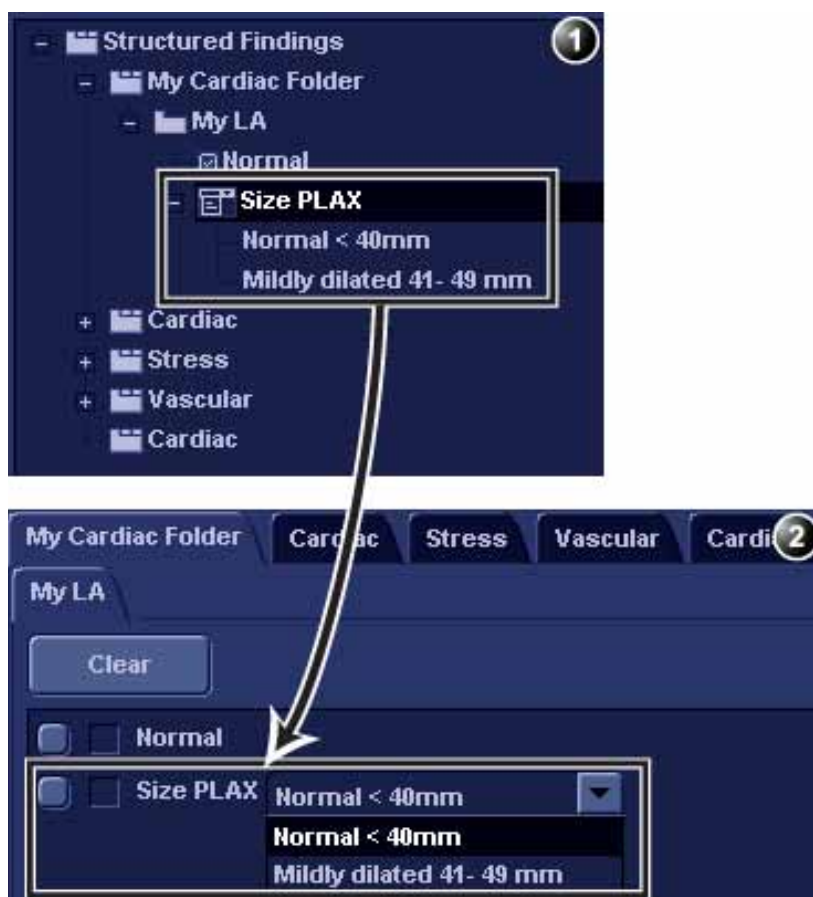 Structured Findings
1
My Cardiac Folder
My LA
Normal
Size PLAX
Normal < 40mm
Mildly dilated 41- 49 mm
Cardiac
Stress
Vascular
Cardiac
My Cardiac Folder Cardiac Stress Vascular Cardi 2
My LA
Clear
Normal
Size PLAX Normal < 40mm
Normal < 40mm
Mildly dilated 41- 49 mm